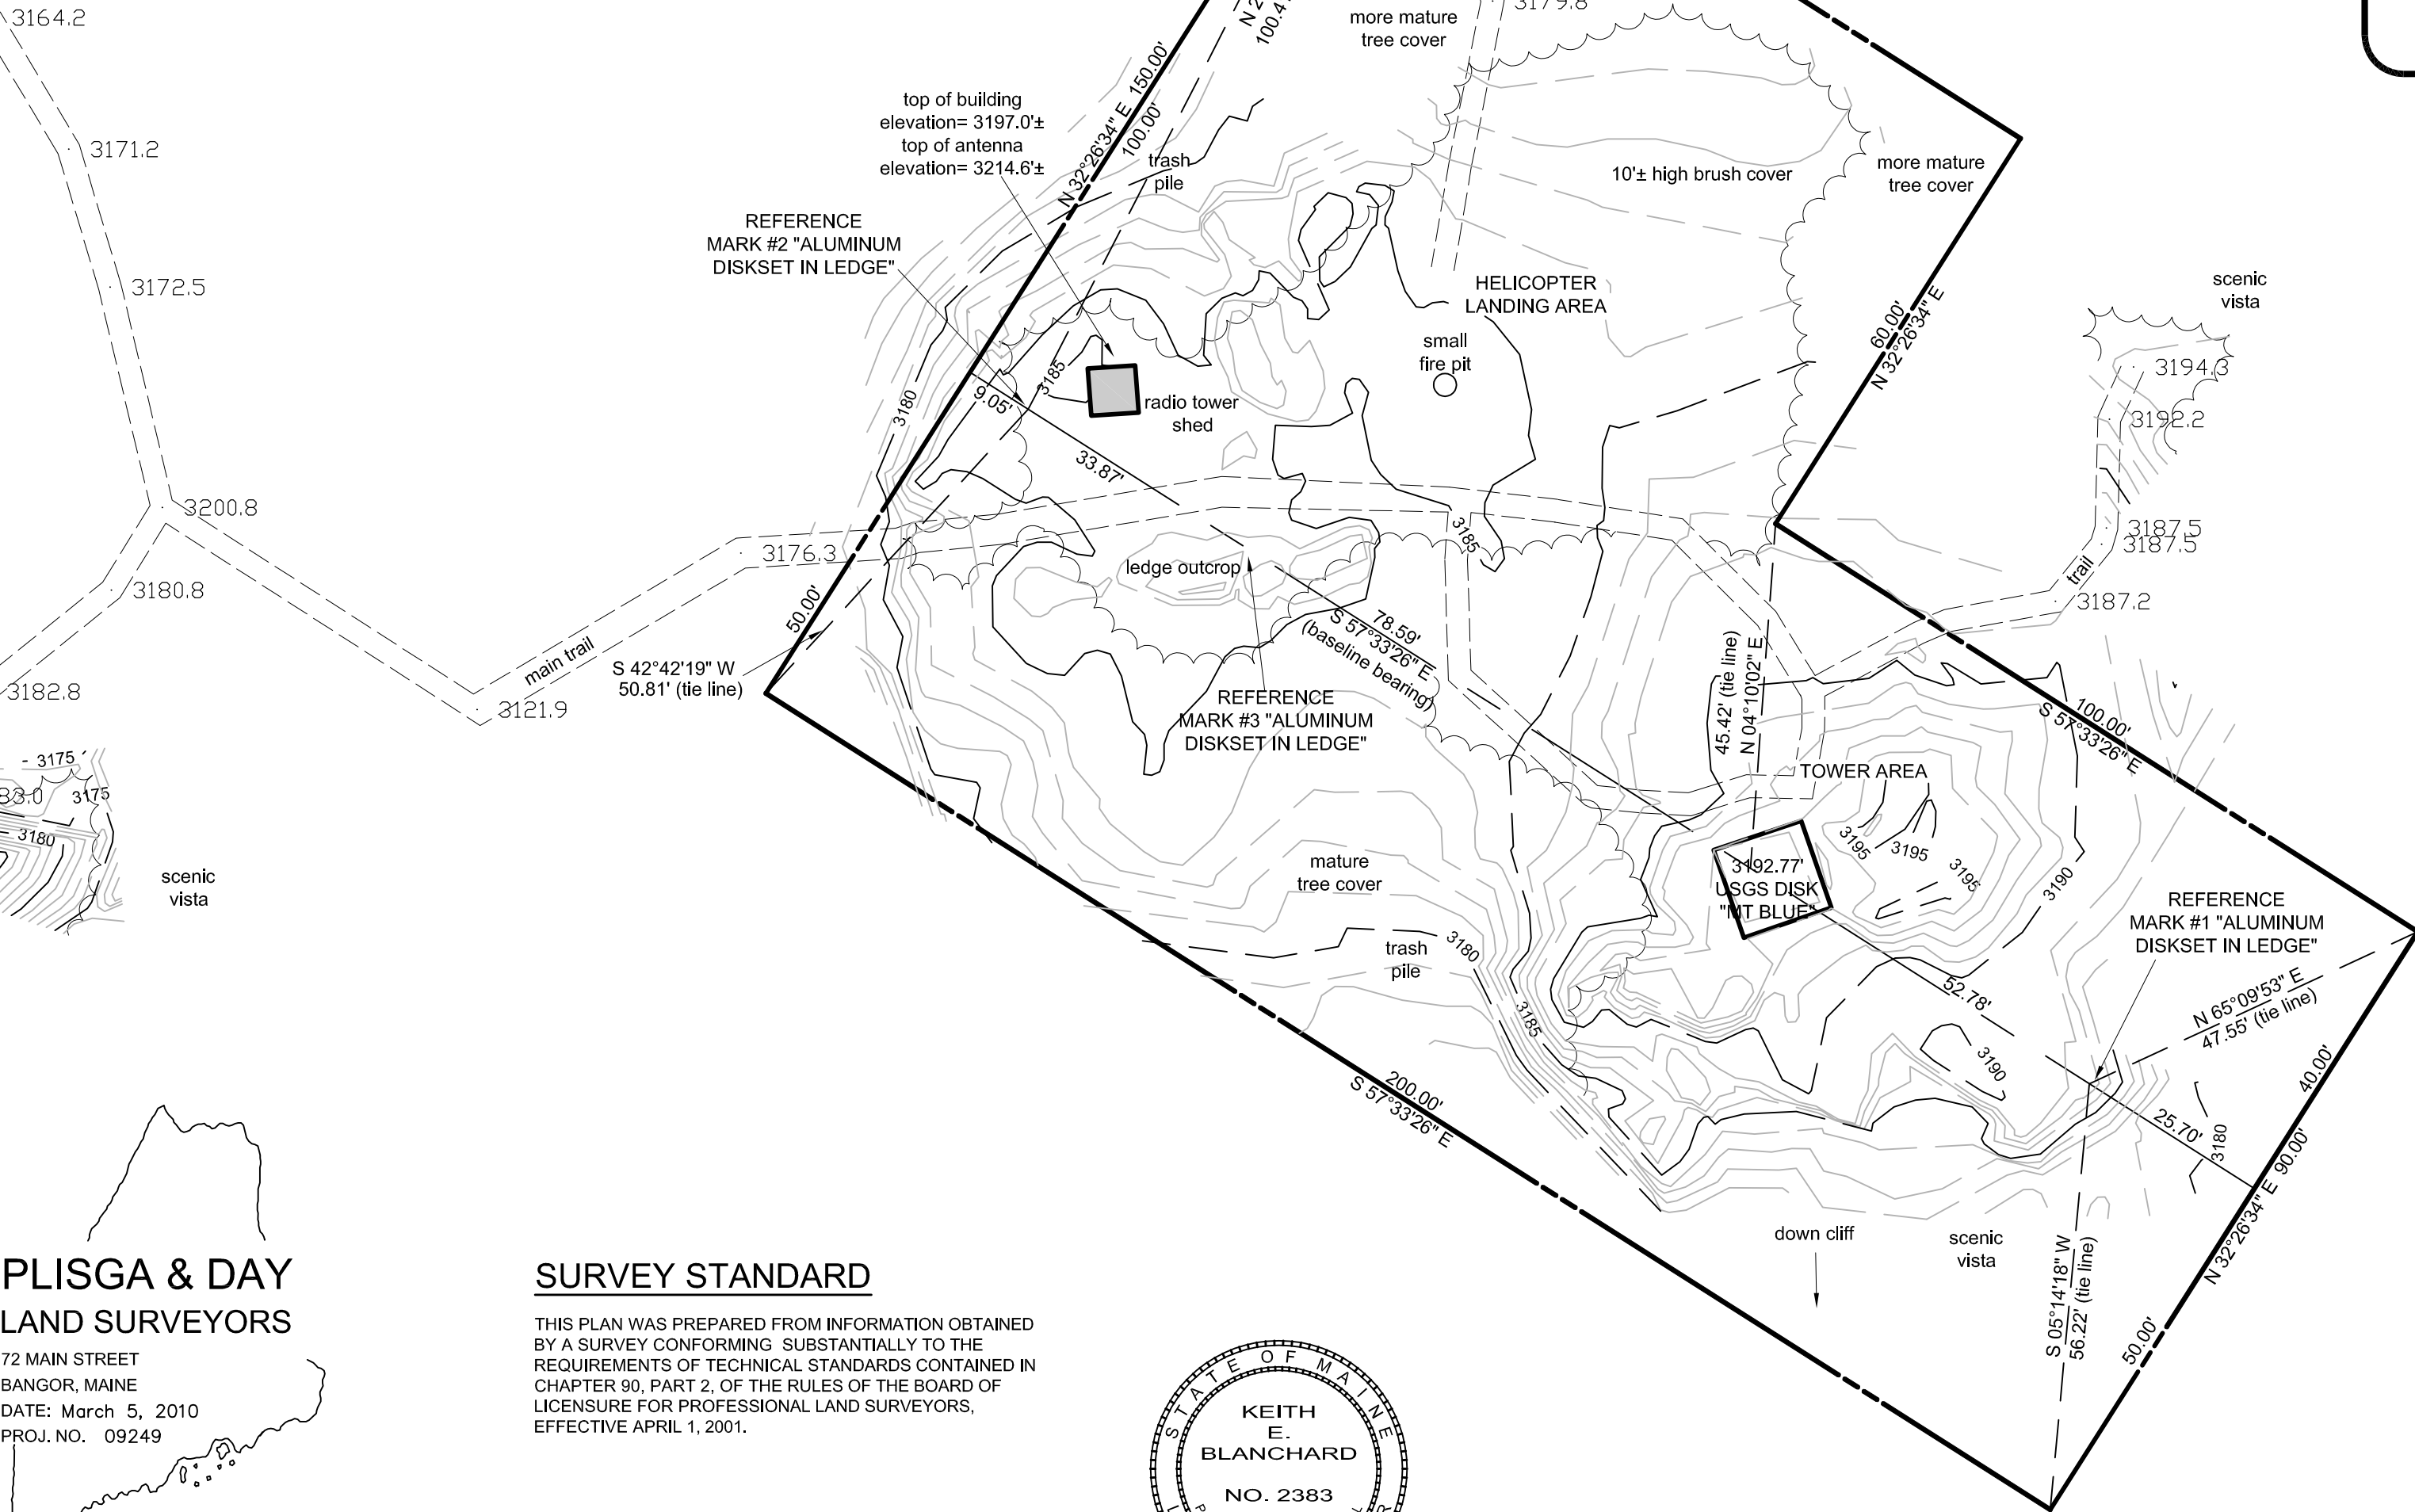 3164.2
3171.2
3172.5
3200.8
3180.8
3182.8
3121.9
3176.3
main trail
- 3175
3175
83.0
3180
scenic
vista
top of building
elevation= 3197.0'±
top of antenna
elevation= 3214.6'±
REFERENCE
MARK #2 "ALUMINUM
DISKSET IN LEDGE"
N 32°26'34" E 150.00'
100.00'
100.4
trash
pile
more mature
tree cover
3179.8
10'± high brush cover
more mature
tree cover
HELICOPTER
LANDING AREA
small
fire pit
60.00'
N 32°26'34" E
scenic
vista
3194.3
3192.2
3187.5
3187.5
trail
3187.2
3180
9.05'
3185
radio tower
shed
33.87'
3185
ledge outcrop
50.00'
S 42°42'19" W
50.81' (tie line)
REFERENCE
MARK #3 "ALUMINUM
DISKSET IN LEDGE"
78.59'
S 57°33'26" E
(baseline bearing)
45.42' (tie line)
N 04°10'02" E
100.00'
S 57°33'26" E
TOWER AREA
3195
3195
3195
3190
3192.77'
USGS DISK
"MT BLUE"
REFERENCE
MARK #1 "ALUMINUM
DISKSET IN LEDGE"
mature
tree cover
trash
pile
3180
3185
52.78'
3190
N 65°09'53" E
47.55' (tie line)
40.00'
25.70'
3180
N 32°26'34" E 90.00'
200.00'
S 57°33'26" E
down cliff
scenic
vista
S 05°14'18" W
56.22' (tie line)
50.00'
PLISGA & DAY
LAND SURVEYORS
72 MAIN STREET
BANGOR, MAINE
DATE: March 5, 2010
PROJ. NO. 09249
SURVEY STANDARD
THIS PLAN WAS PREPARED FROM INFORMATION OBTAINED
BY A SURVEY CONFORMING SUBSTANTIALLY TO THE
REQUIREMENTS OF TECHNICAL STANDARDS CONTAINED IN
CHAPTER 90, PART 2, OF THE RULES OF THE BOARD OF
LICENSURE FOR PROFESSIONAL LAND SURVEYORS,
EFFECTIVE APRIL 1, 2001.
STATE OF MAINE
KEITH
E.
BLANCHARD
NO. 2383